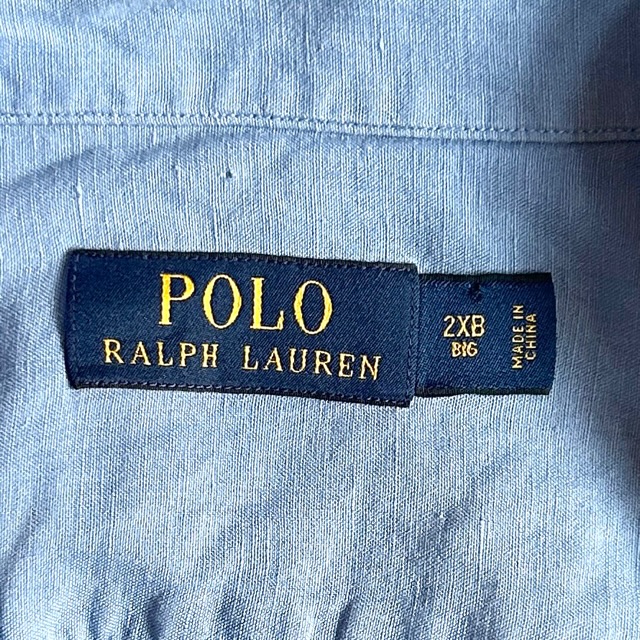 POLO
RALPH LAUREN
2XB
BIG
MADE IN
CHINA